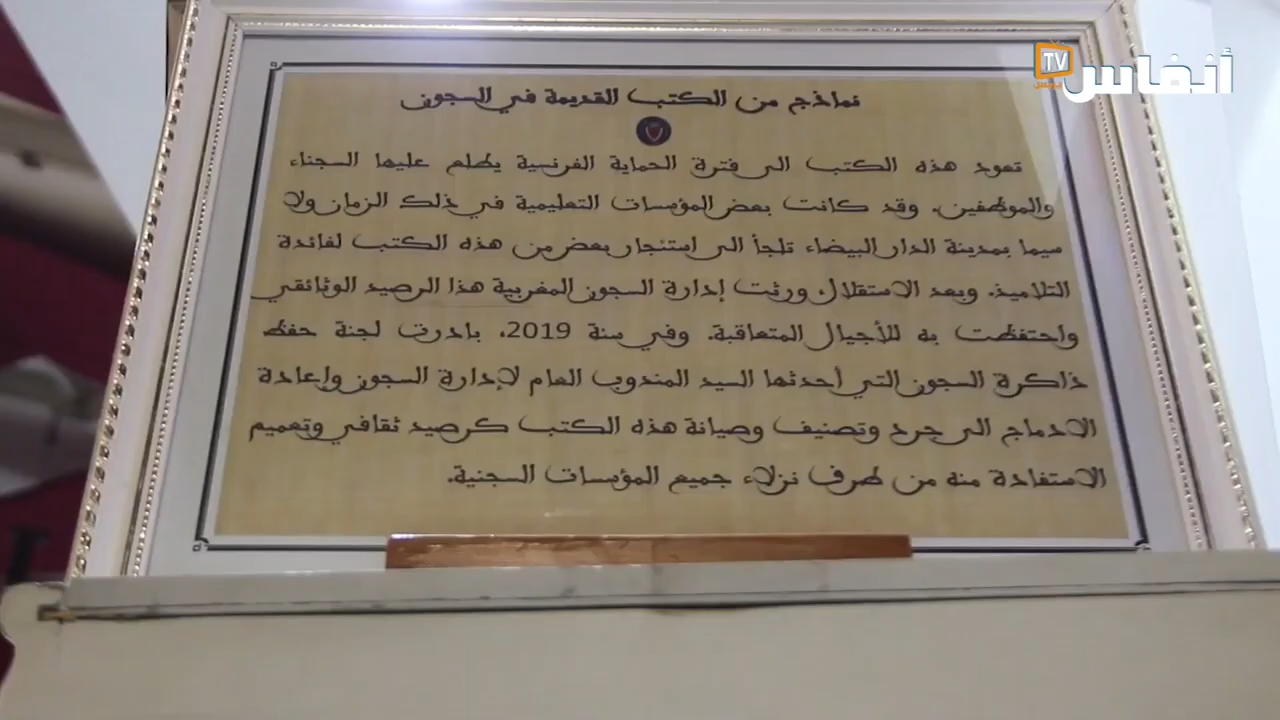 أنفاس
TV
نماذج من الكتب القديمة في السجون
تعود هذه الكتب الى فترة الحماية الفرنسية يطلع عليها السجناء
والموظفين. وقد كانت بعض المؤسسات التعليمية في ذلك الزمان ولا
سيما بمدينة الدار البيضاء تلجأ الى استئجار بعض من هذه الكتب لفائدة
التلاميذ. وبعد الاستقلال ورثت إدارة السجون المغربية هذا الرصيد الوثائقي
واحتفظت به للأجيال المتعاقبة. وفي سنة 2019، بادرت لجنة حفظ
ذاكرة السجون التي أحدثها السيد المندوب العام لإدارة السجون وإعادة
الادماج الى جرد وتصنيف وصيانة هذه الكتب كرصيد ثقافي وتعميم
الاستفادة منه من طرف نزلاء جميع المؤسسات السجنية.